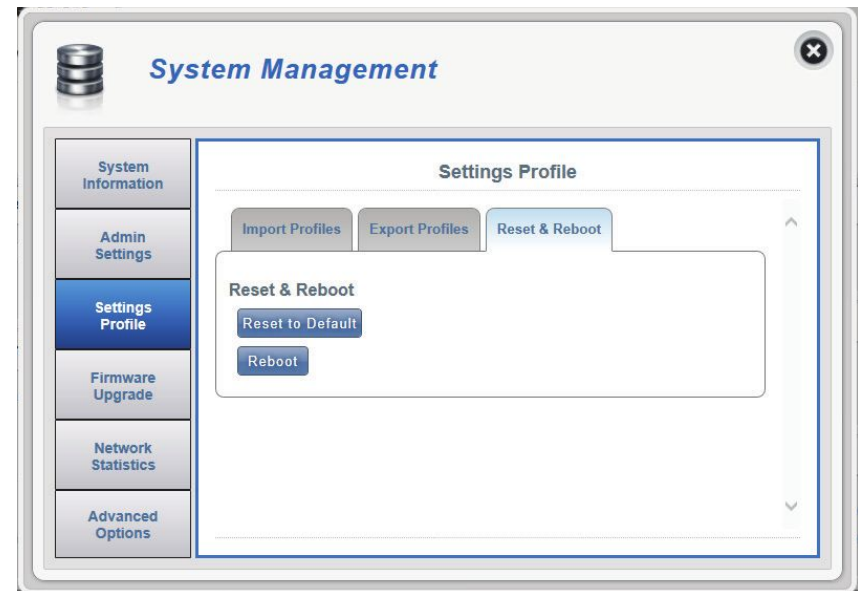 System Management
System
Information
Admin
Settings
Settings
Profile
Firmware
Upgrade
Network
Statistics
Advanced
Options
Settings Profile
Import Profiles
Export Profiles
Reset & Reboot
Reset & Reboot
Reset to Default
Reboot